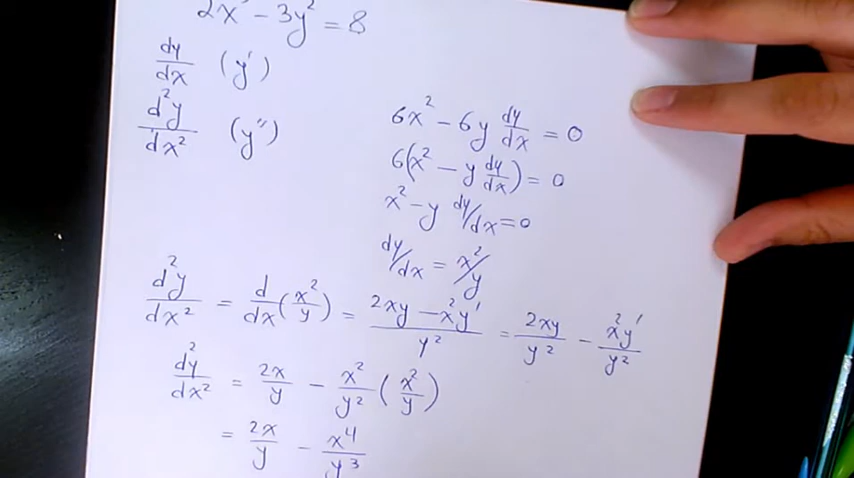 2x³ - 3y² = 8
dy/dx (y')
d²y/dx² (y'')
6x² - 6y dy/dx = 0
6(x² - y dy/dx) = 0
x² - y dy/dx = 0
dy/dx = x²/y
d²y/dx² = d/dx(x²/y) = (2xy - x²y')/y² = 2xy/y² - x²y'/y²
d²y/dx² = 2x/y - x²/y² (x²/y)
= 2x/y - x⁴/y³